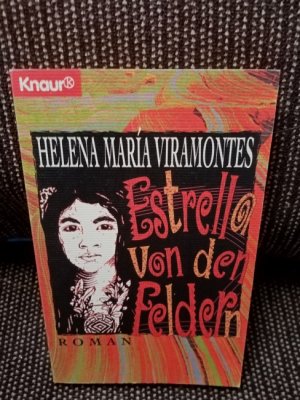 Knaur K
HELENA MARÍA VIRAMONTES
Estrella
von den
Feldern
ROMAN